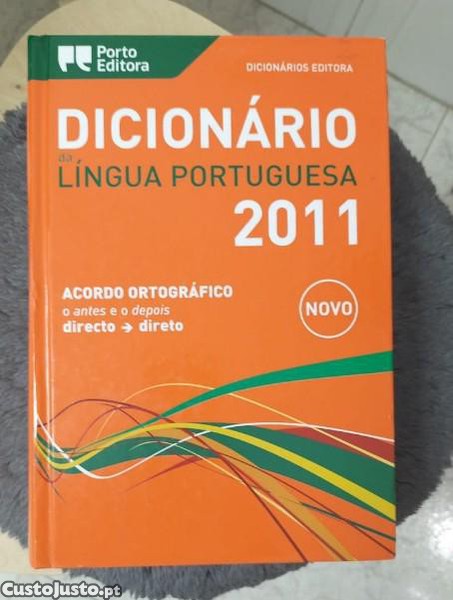 Porto
Editora
DICIONÁRIOS EDITORA
DICIONÁRIO
da
LÍNGUA PORTUGUESA
2011
ACORDO ORTOGRÁFICO
o antes e o depois
directo → direto
NOVO
CustoJusto.pt